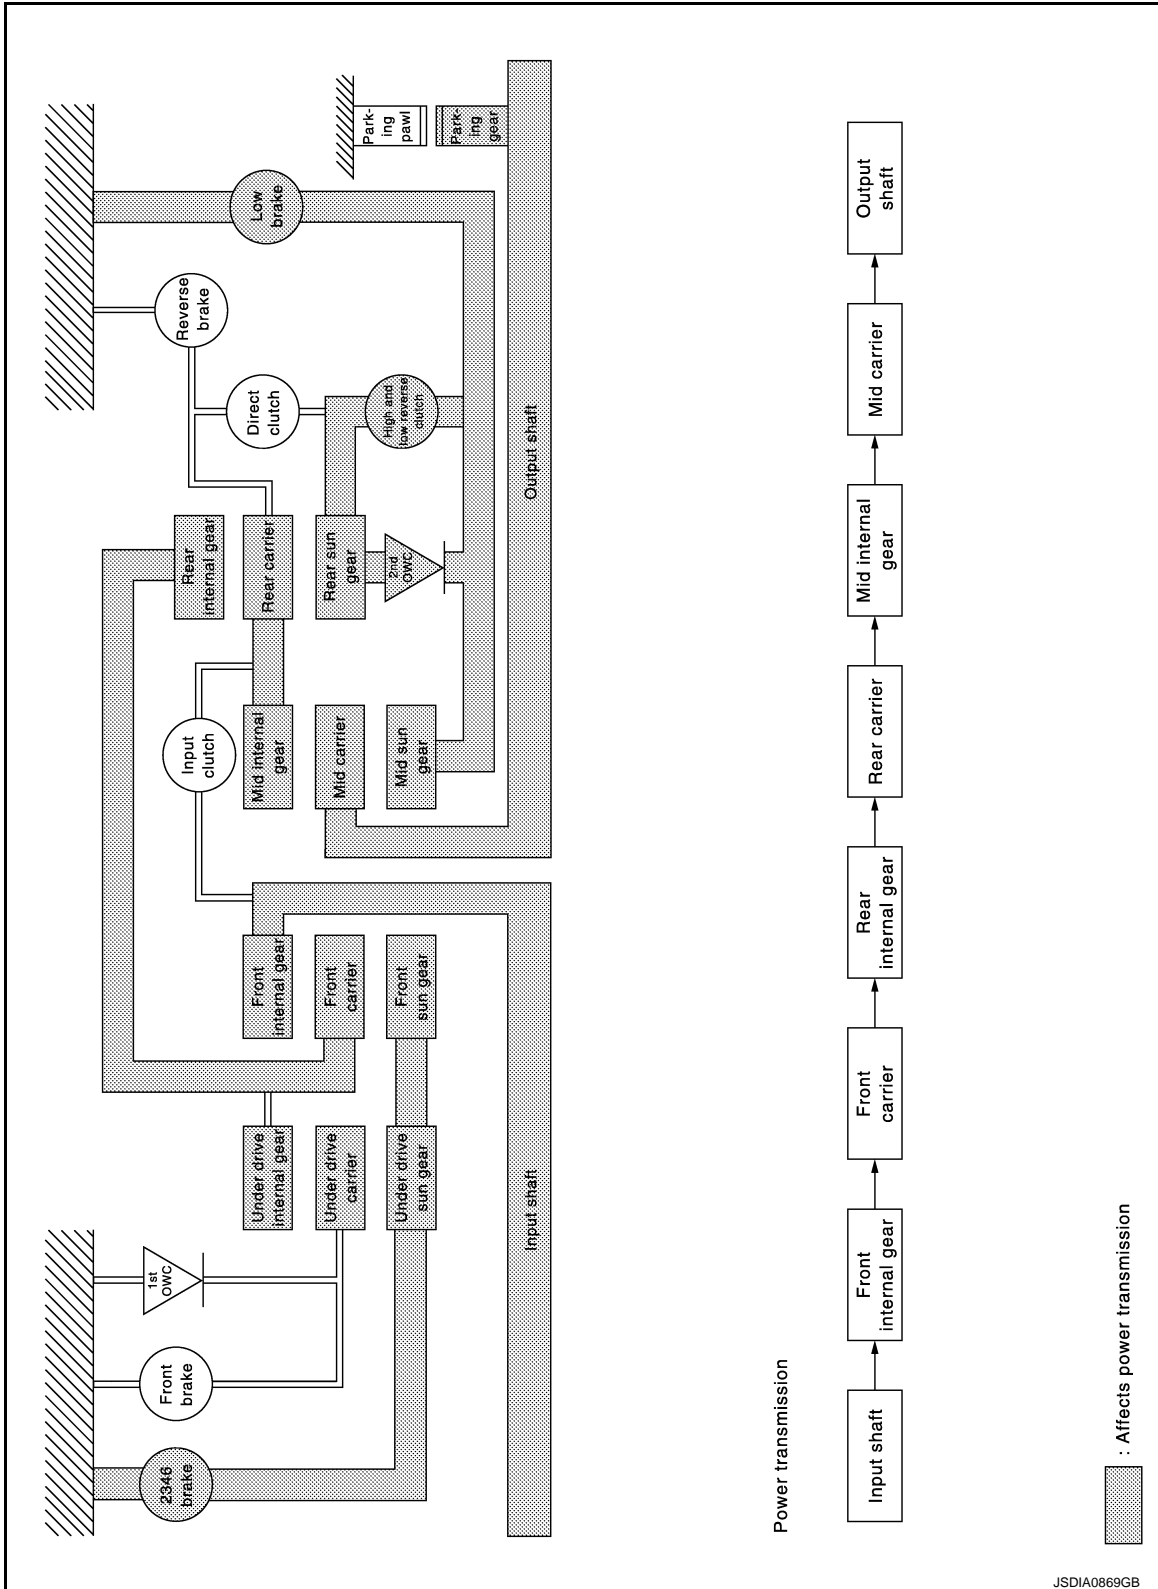 Park-
ing
pawl
Park-
ing
gear
Low
brake
Reverse
brake
Direct
clutch
High and
low reverse
clutch
Output shaft
Rear
internal gear
Rear carrier
Rear sun
gear
2nd
OWC
Input
clutch
Mid internal
gear
Mid carrier
Mid sun
gear
Front
internal gear
Front
carrier
Front
sun gear
Under drive
internal gear
Under drive
carrier
Under drive
sun gear
Input shaft
1st
OWC
Front
brake
2346
brake
Power transmission
Input shaft
Front
internal gear
Front
carrier
Rear
internal gear
Rear carrier
Mid internal
gear
Mid carrier
Output
shaft
: Affects power transmission
JSDIA0869GB